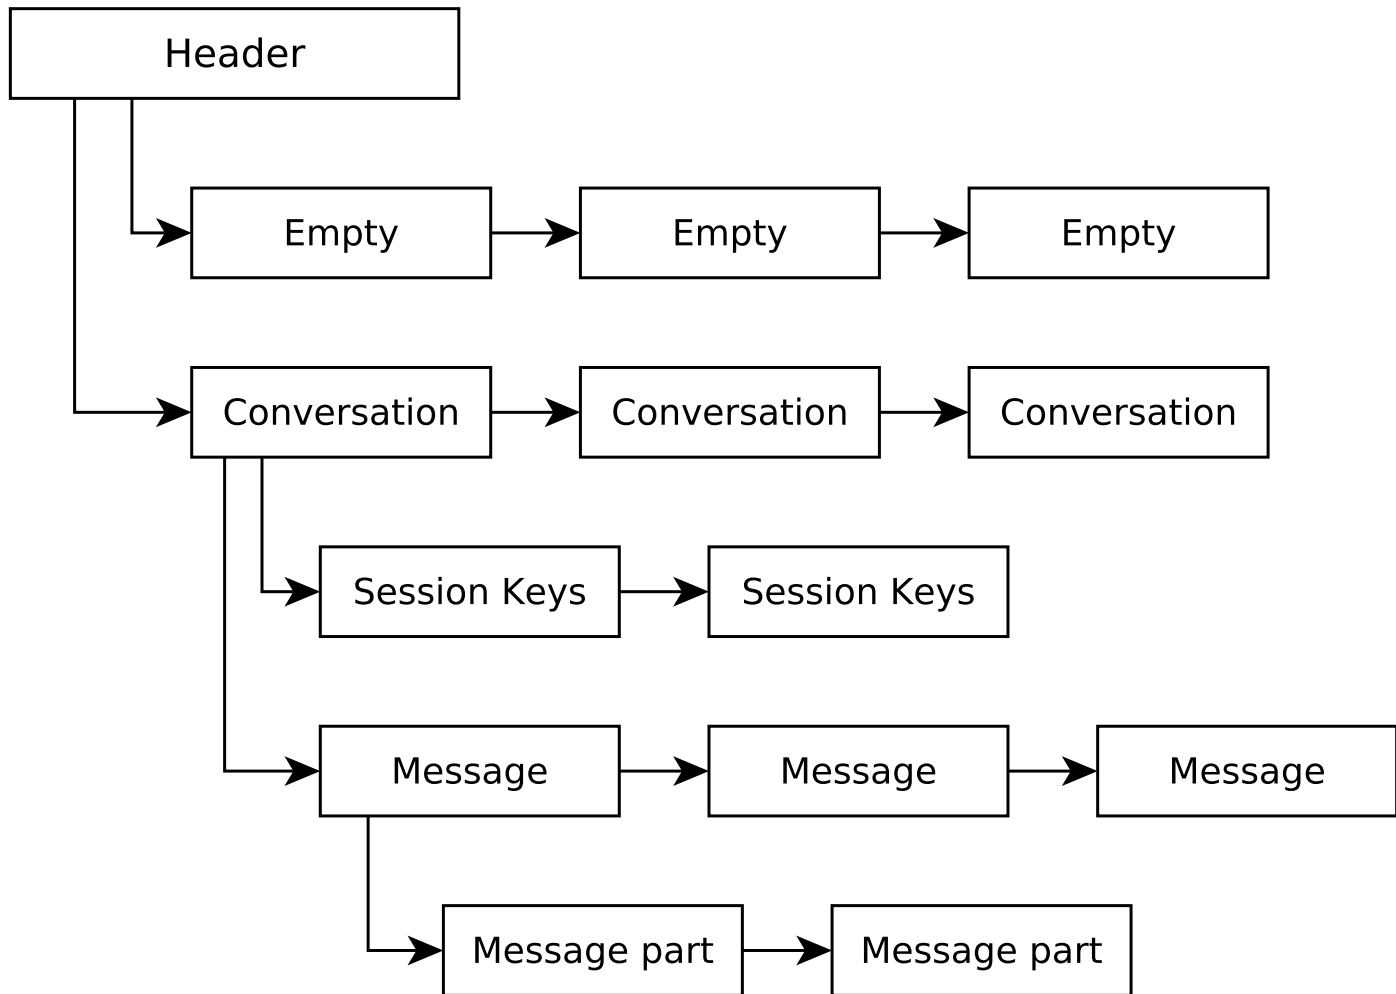 Header
Empty Empty Empty
Conversation Conversation Conversation
Session Keys Session Keys
Message Message Message
Message part Message part